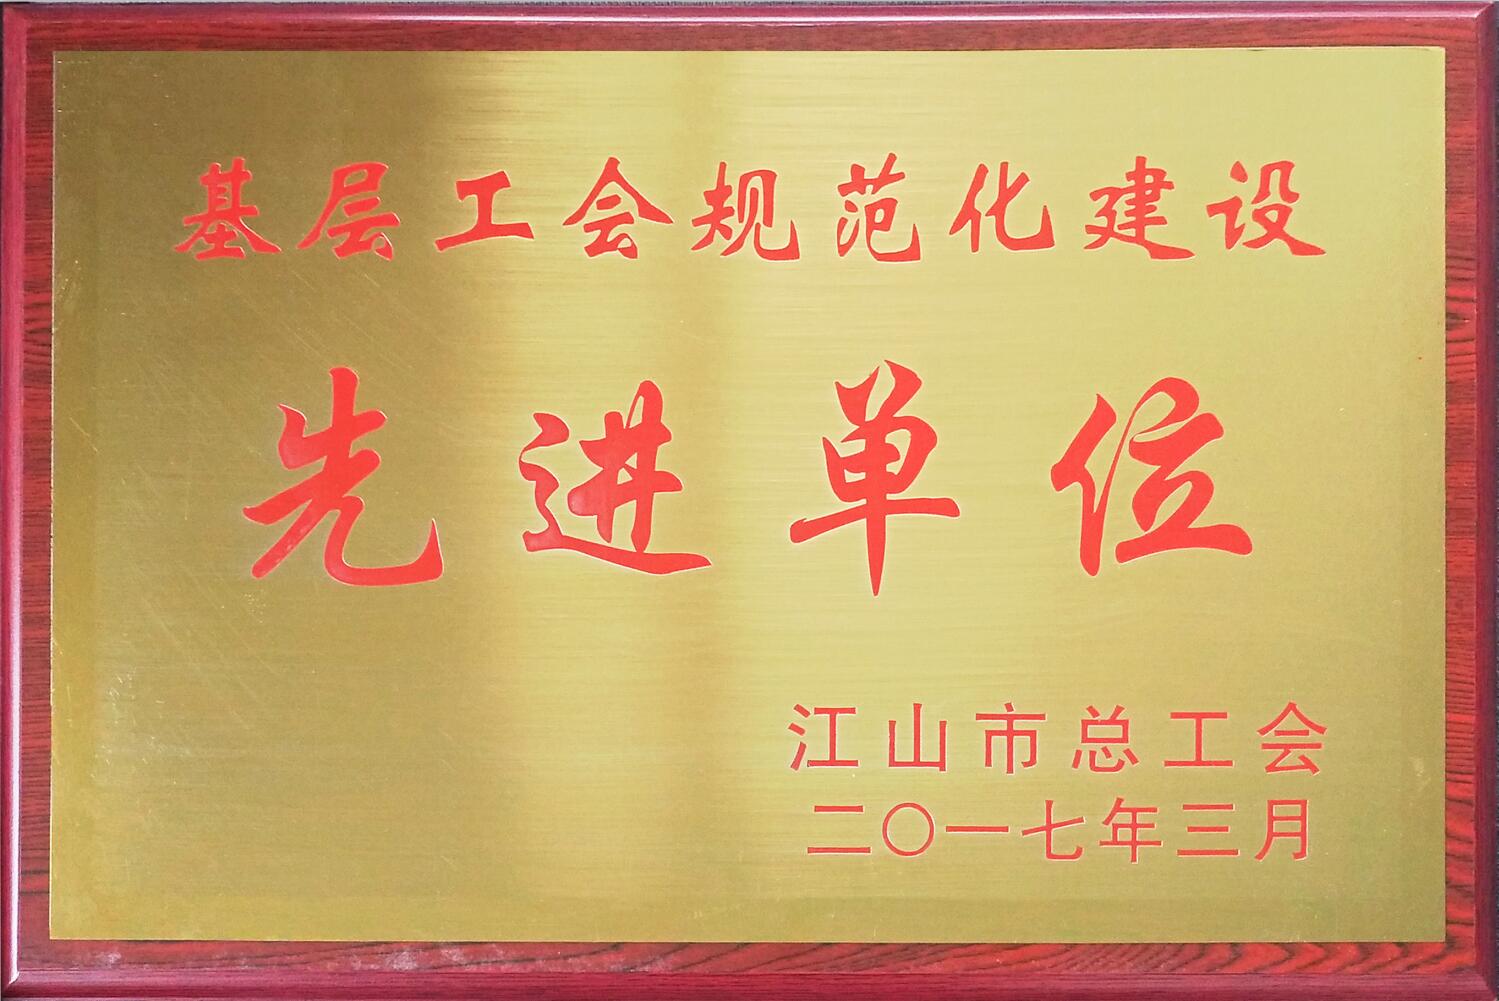 基层工会规范化建设
先进单位
江山市总工会
二〇一七年三月